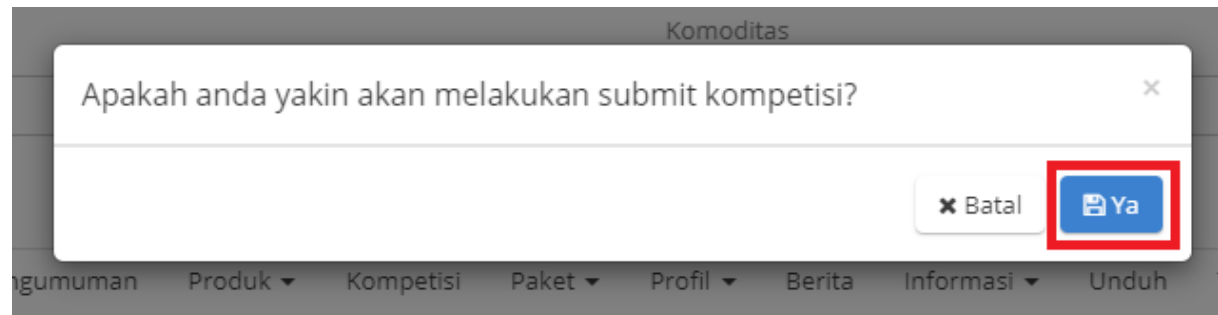 Komoditas
Apakah anda yakin akan melakukan submit kompetisi? ×
✖ Batal Ya
ngumuman Produk Kompetisi Paket Profil Berita Informasi Unduh